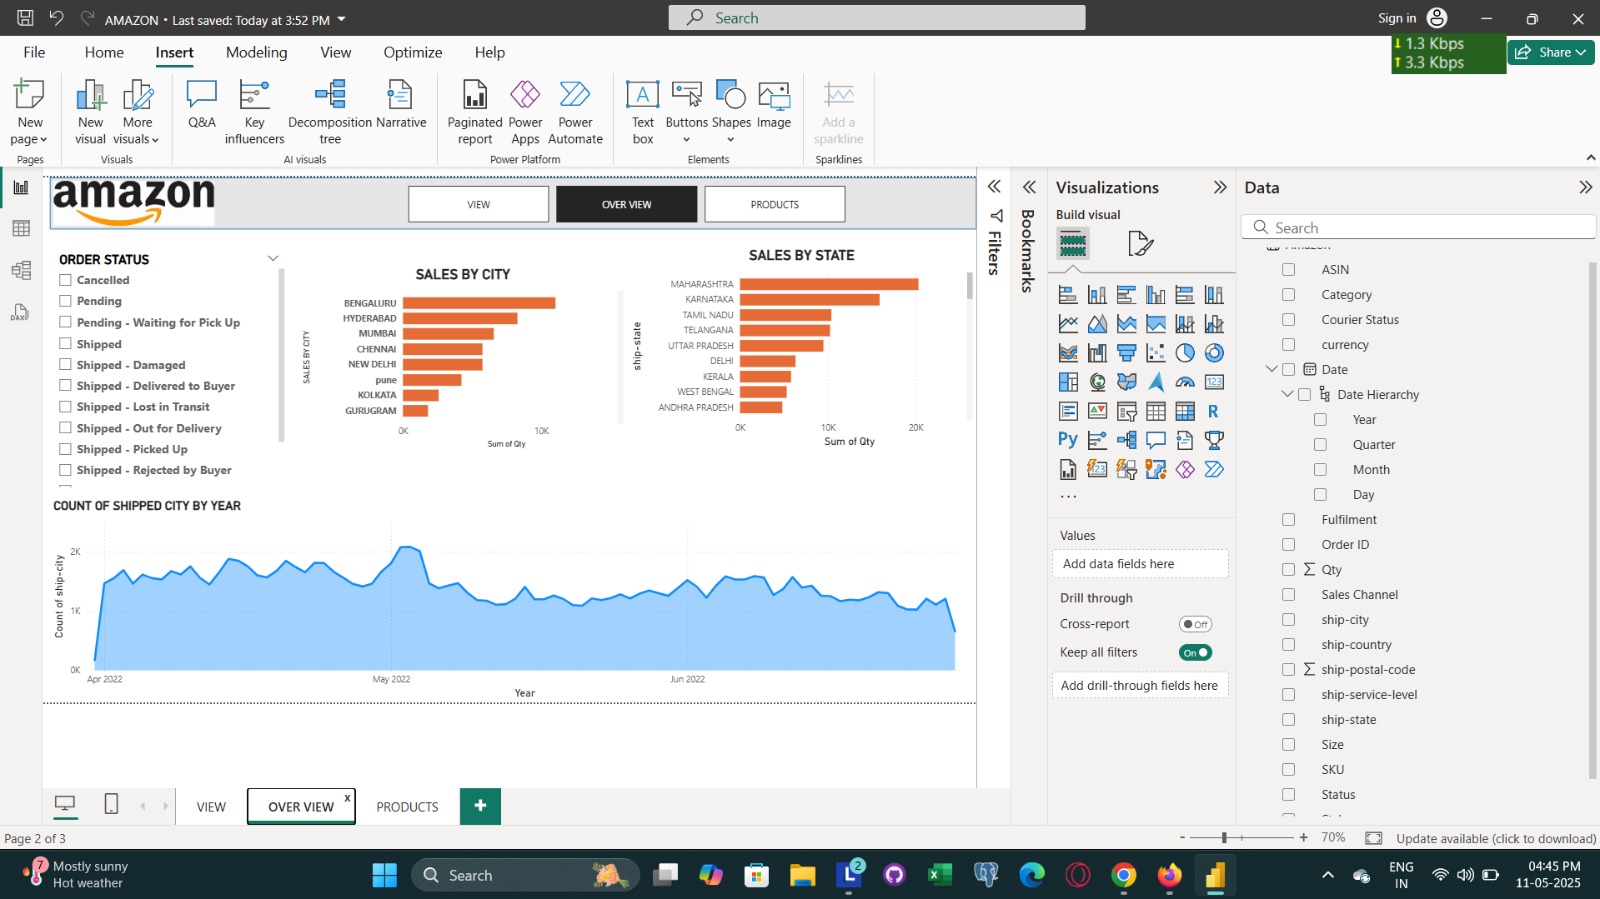 AMAZON • Last saved: Today at 3:52 PM
Search
Sign in
File
Home
Insert
Modeling
View
Optimize
Help
1.3 Kbps
3.3 Kbps
Share
New page
New visual
More visuals
Q&A
Key influencers
Decomposition tree
Narrative
Paginated report
Power Apps
Power Automate
Text box
Buttons
Shapes
Image
Add a sparkline
Pages
Visuals
AI visuals
Power Platform
Elements
Sparklines
amazon
VIEW
OVER VIEW
PRODUCTS
ORDER STATUS
Cancelled
Pending
Pending - Waiting for Pick Up
Shipped
Shipped - Damaged
Shipped - Delivered to Buyer
Shipped - Lost in Transit
Shipped - Out for Delivery
Shipped - Picked Up
Shipped - Rejected by Buyer
SALES BY CITY
SALES BY CITY
BENGALURU
HYDERABAD
MUMBAI
CHENNAI
NEW DELHI
pune
KOLKATA
GURUGRAM
0K
10K
Sum of Qty
SALES BY STATE
ship-state
MAHARASHTRA
KARNATAKA
TAMIL NADU
TELANGANA
UTTAR PRADESH
DELHI
KERALA
WEST BENGAL
ANDHRA PRADESH
0K
10K
20K
Sum of Qty
COUNT OF SHIPPED CITY BY YEAR
Count of ship-city
2K
1K
0K
Apr 2022
May 2022
Jun 2022
Year
Filters
Bookmarks
Visualizations
Build visual
123
R
Py
123
...
Values
Add data fields here
Drill through
Cross-report
Off
Keep all filters
On
Add drill-through fields here
Data
Search
ASIN
Category
Courier Status
currency
Date
Date Hierarchy
Year
Quarter
Month
Day
Fulfilment
Order ID
Qty
Sales Channel
ship-city
ship-country
ship-postal-code
ship-service-level
ship-state
Size
SKU
Status
VIEW
OVER VIEW
x
PRODUCTS
+
Page 2 of 3
- + 70%
Update available (click to download)
7
Mostly sunny
Hot weather
Search
2
ENG
IN
04:45 PM
11-05-2025